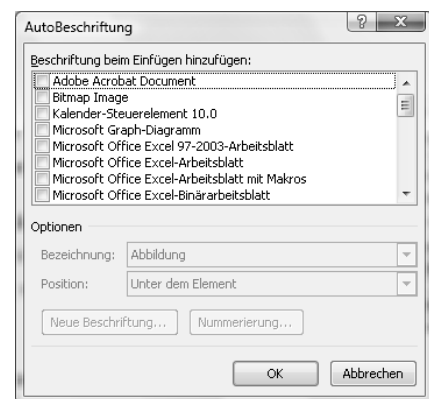 AutoBeschriftung
Beschriftung beim Einfügen hinzufügen:
Adobe Acrobat Document
Bitmap Image
Kalender-Steuerelement 10.0
Microsoft Graph-Diagramm
Microsoft Office Excel 97-2003-Arbeitsblatt
Microsoft Office Excel-Arbeitsblatt
Microsoft Office Excel-Arbeitsblatt mit Makros
Microsoft Office Excel-Binärarbeitsblatt
Optionen
Bezeichnung: Abbildung
Position: Unter dem Element
Neue Beschriftung... Nummerierung...
OK Abbrechen